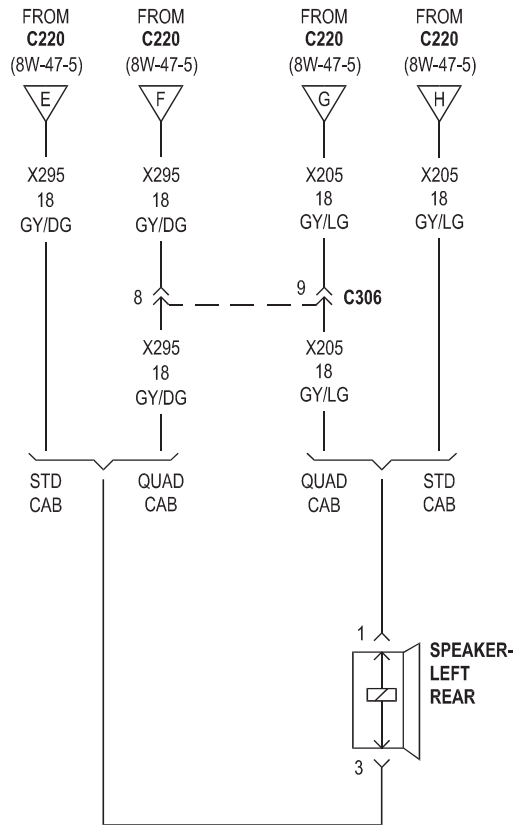 FROM
C220
(8W-47-5)
E
FROM
C220
(8W-47-5)
F
FROM
C220
(8W-47-5)
G
FROM
C220
(8W-47-5)
H
X295
18
GY/DG
X295
18
GY/DG
X205
18
GY/LG
X205
18
GY/LG
8
9
C306
X295
18
GY/DG
X205
18
GY/LG
STD
CAB
QUAD
CAB
QUAD
CAB
STD
CAB
1
SPEAKER-
LEFT
REAR
3